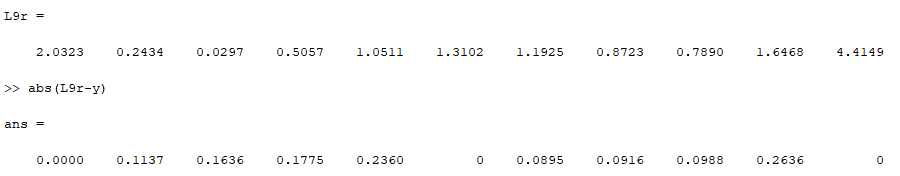 L9r =
2.0323 0.2434 0.0297 0.5057 1.0511 1.3102 1.1925 0.8723 0.7890 1.6468 4.4149
>> abs(L9r-y)
ans =
0.0000 0.1137 0.1636 0.1775 0.2360 0 0.0895 0.0916 0.0988 0.2636 0